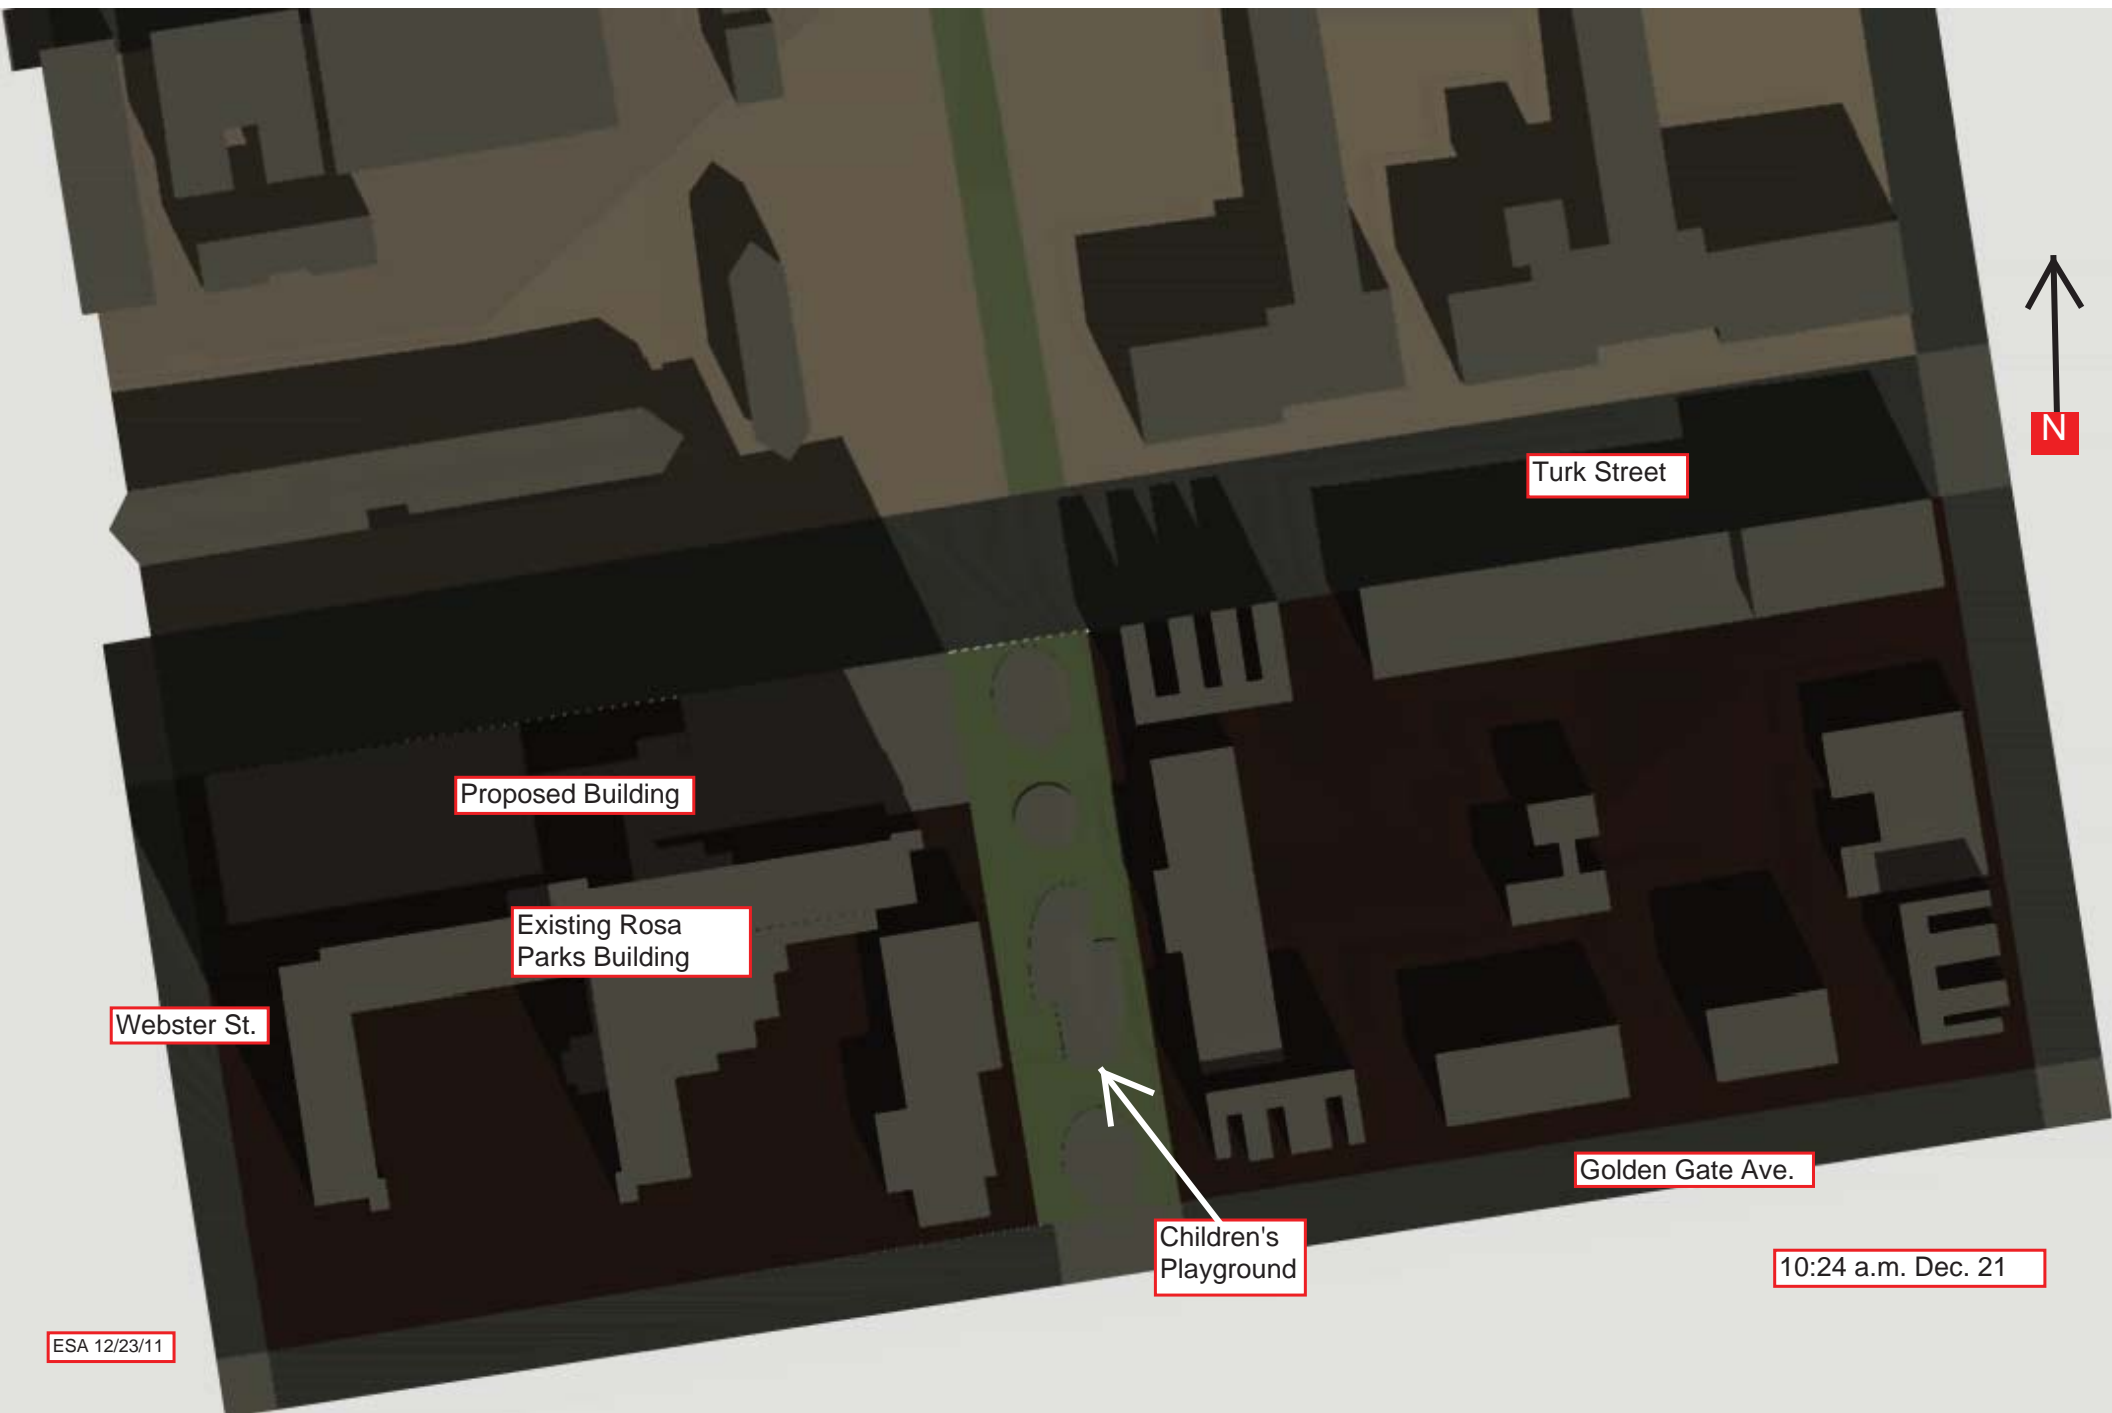 N
Turk Street
Proposed Building
Existing Rosa
Parks Building
Webster St.
Golden Gate Ave.
Children's
Playground
10:24 a.m. Dec. 21
ESA 12/23/11